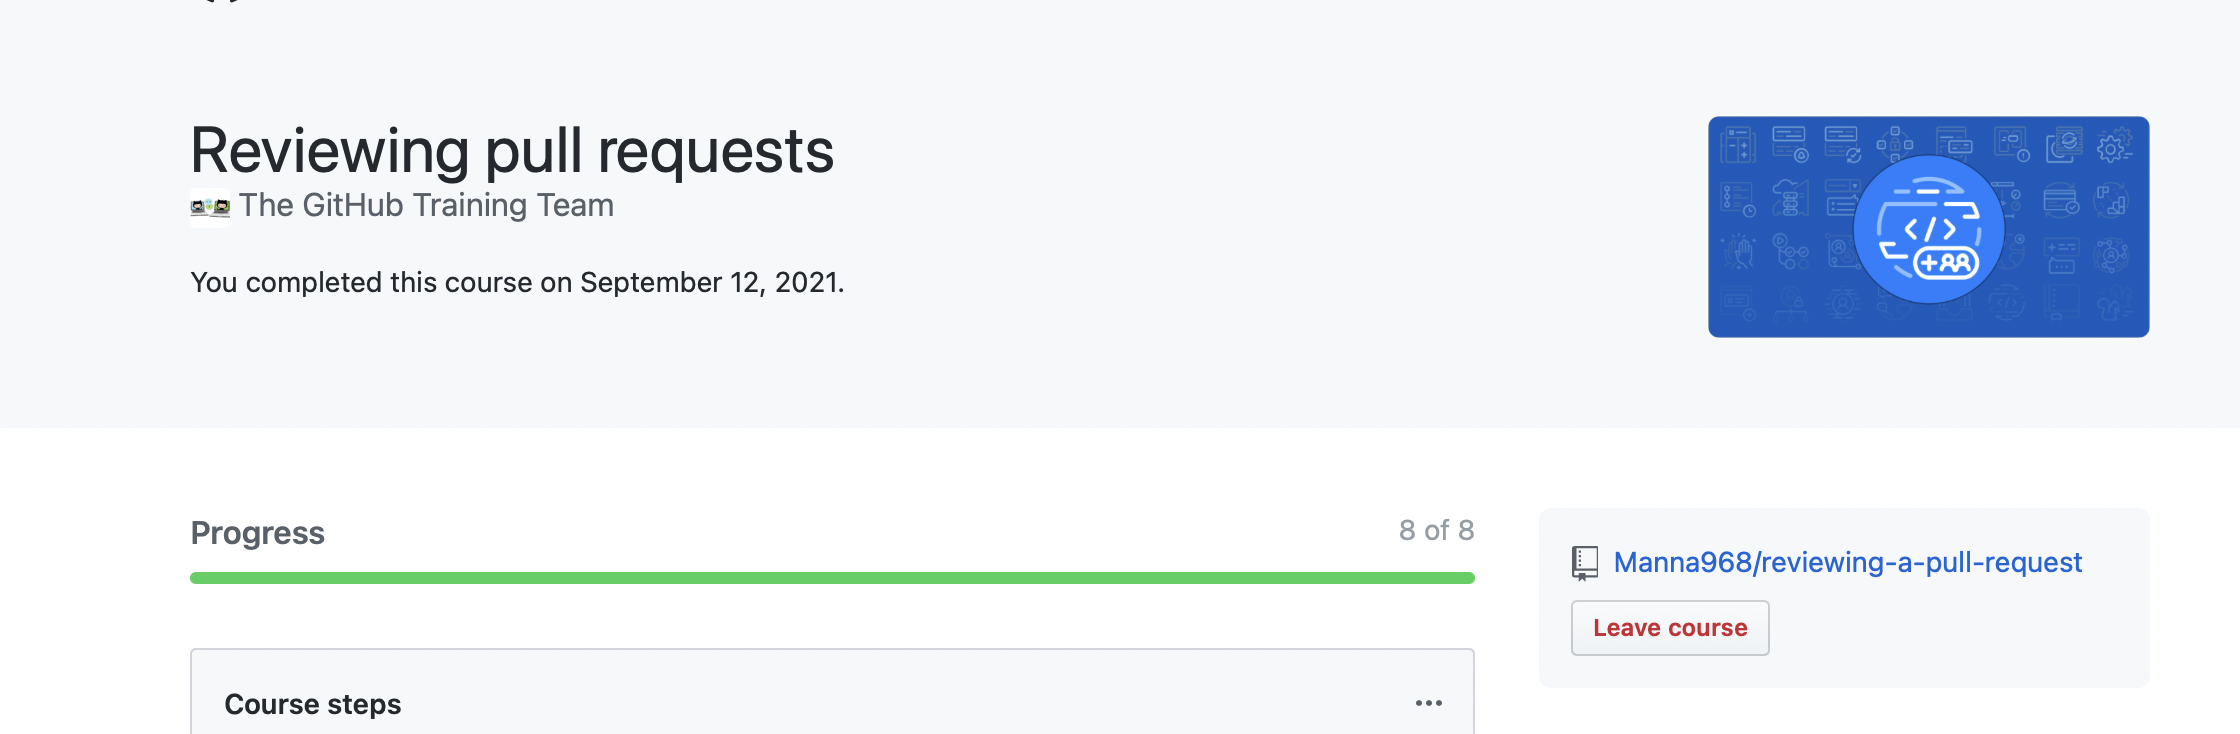 Reviewing pull requests
The GitHub Training Team
You completed this course on September 12, 2021.
Progress
8 of 8
Manna968/reviewing-a-pull-request
Leave course
Course steps